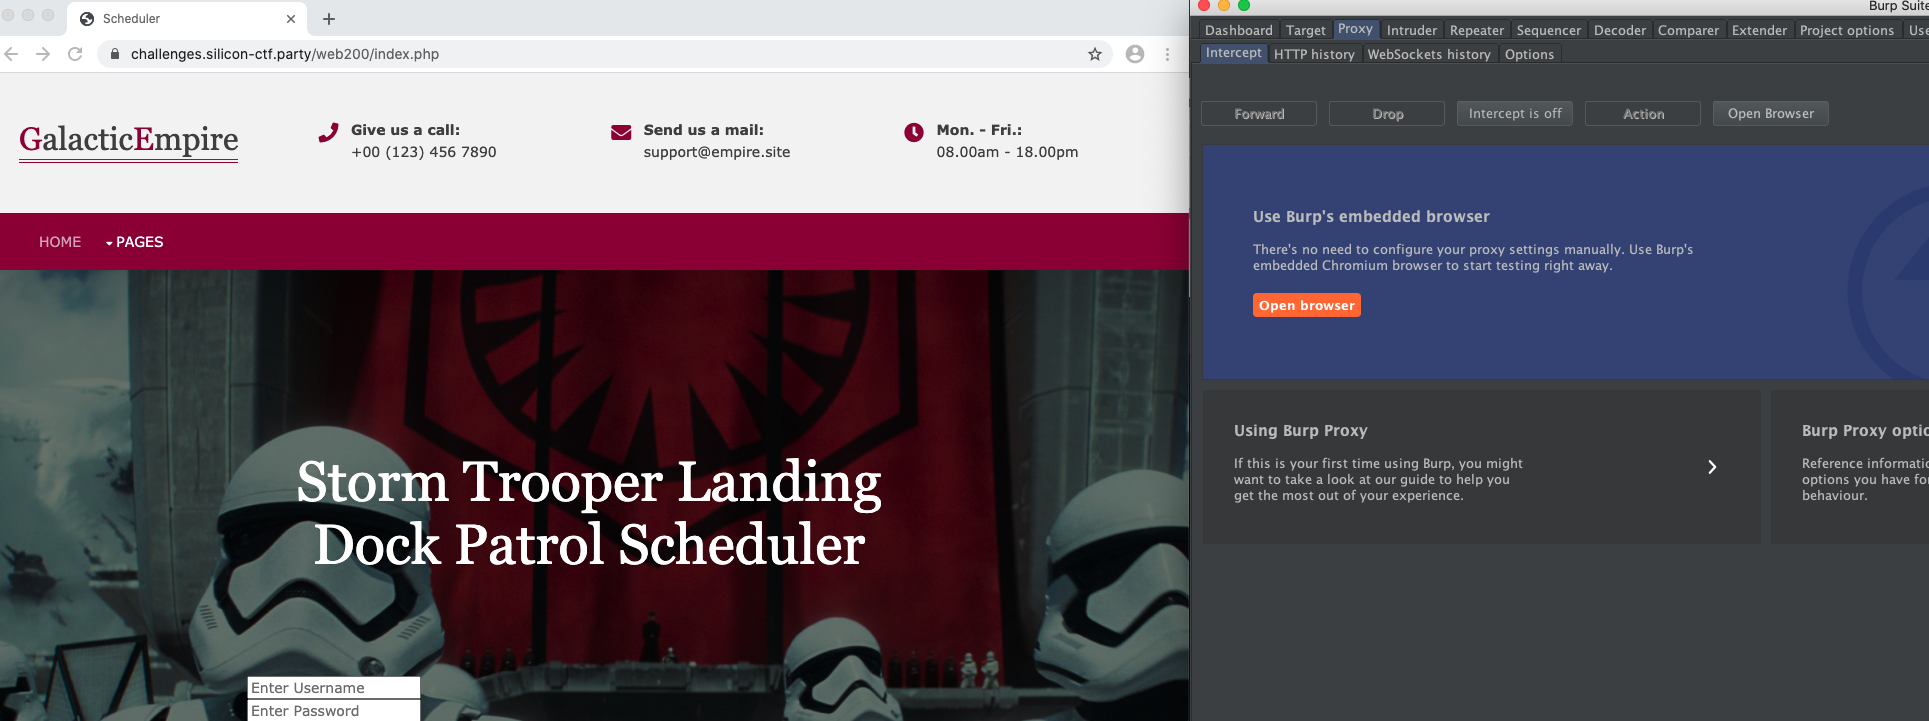 Scheduler
challenges.silicon-ctf.party/web200/index.php
GalacticEmpire
Give us a call:
+00 (123) 456 7890
Send us a mail:
support@empire.site
Mon. - Fri.:
08.00am - 18.00pm
HOME
PAGES
Storm Trooper Landing
Dock Patrol Scheduler
Enter Username
Enter Password
Burp Suite
Dashboard Target Proxy Intruder Repeater Sequencer Decoder Comparer Extender Project options Use
Intercept HTTP history WebSockets history Options
Forward Drop Intercept is off Action Open Browser
Use Burp's embedded browser
There's no need to configure your proxy settings manually. Use Burp's
embedded Chromium browser to start testing right away.
Open browser
Using Burp Proxy
If this is your first time using Burp, you might
want to take a look at our guide to help you
get the most out of your experience.
Burp Proxy optio
Reference informatio
options you have for
behaviour.